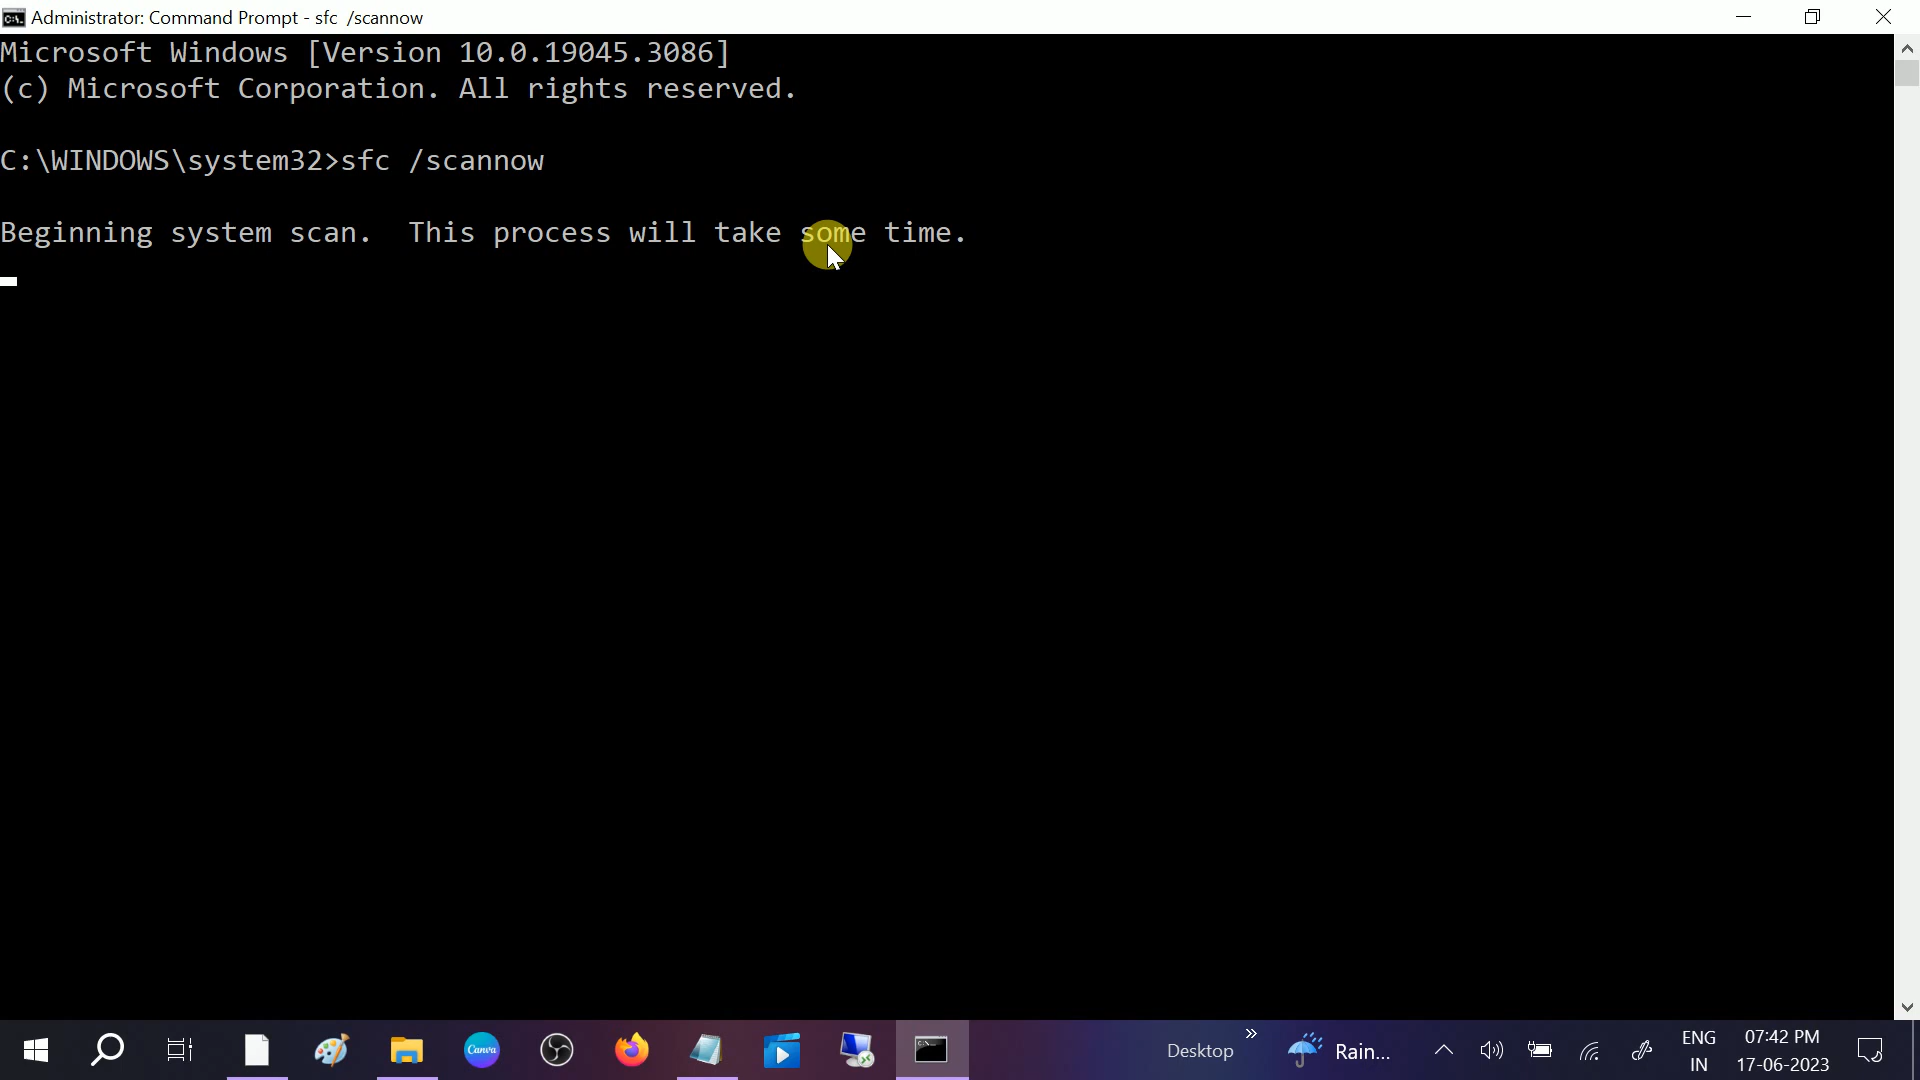 Administrator: Command Prompt - sfc /scannow
Microsoft Windows [Version 10.0.19045.3086]
(c) Microsoft Corporation. All rights reserved.
C:\WINDOWS\system32>sfc /scannow
Beginning system scan.  This process will take some time.
Canva
Desktop
Rain...
ENG
IN
07:42 PM
17-06-2023